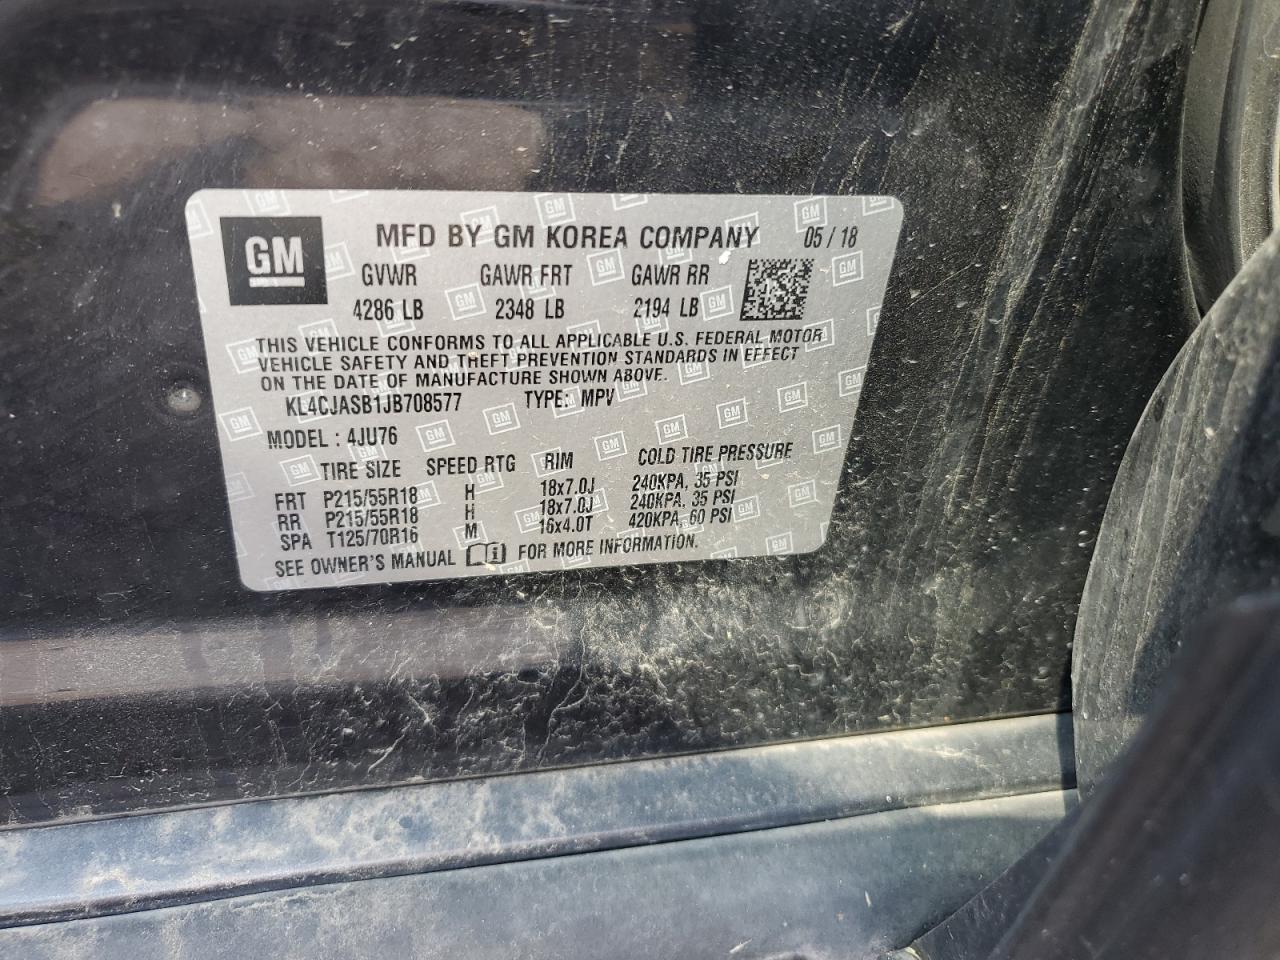 GM MFD BY GM KOREA COMPANY 05 / 18
GVWR GAWR FRT GAWR RR
4286 LB 2348 LB 2194 LB
THIS VEHICLE CONFORMS TO ALL APPLICABLE U.S. FEDERAL MOTOR
VEHICLE SAFETY AND THEFT PREVENTION STANDARDS IN EFFECT
ON THE DATE OF MANUFACTURE SHOWN ABOVE.
KL4CJASB1JB708577 TYPE: MPV
MODEL : 4JU76
TIRE SIZE SPEED RTG RIM COLD TIRE PRESSURE
FRT P215/55R18 H 18x7.0J 240KPA, 35 PSI
RR P215/55R18 H 18x7.0J 240KPA, 35 PSI
SPA T125/70R16 M 16x4.0T 420KPA, 60 PSI
SEE OWNER'S MANUAL i FOR MORE INFORMATION.